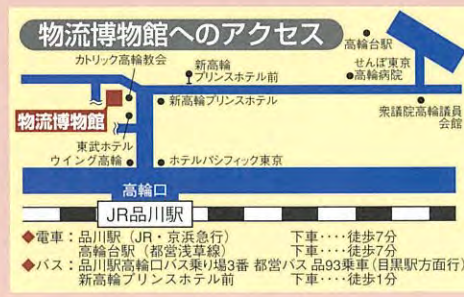 物流博物館へのアクセス
高輪台駅
カトリック高輪教会
新高輪
プリンスホテル前
せんぽ東京
高輪病院
新高輪プリンスホテル
衆議院高輪議員
会館
物流博物館
東武ホテル
ウイング高輪
ホテルパシフィック東京
高輪口
JR品川駅
◆電車：品川駅（JR・京浜急行） 下車‥‥徒歩7分
高輪台駅（都営浅草線） 下車‥‥徒歩7分
◆バス：品川駅高輪口バス乗り場3番 都営バス 品93乗車（目黒駅方面行）
新高輪プリンスホテル前 下車‥‥徒歩1分